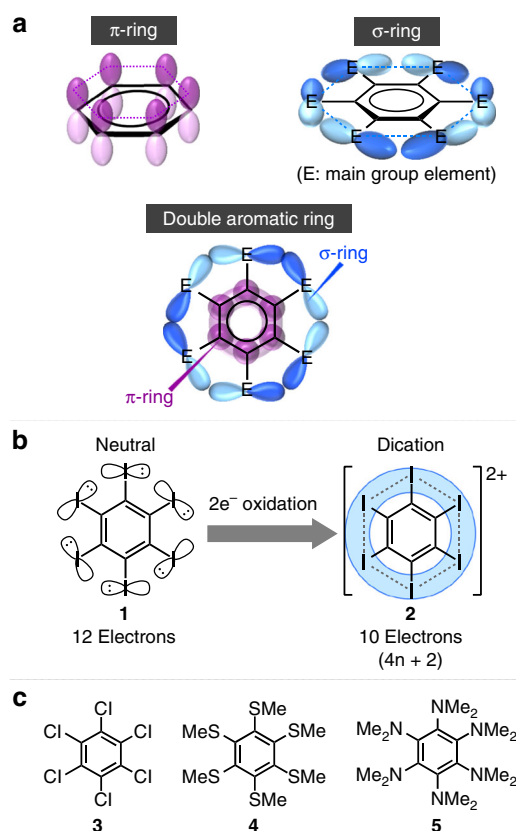 a
π-ring
σ-ring
E E
E E
E E
(E: main group element)
Double aromatic ring
E
E E
σ-ring
E E
E
π-ring
b
Neutral
Dication
I
I I
I I
I
1
12 Electrons
2e⁻ oxidation
2+
I
I I
I I
I
2
10 Electrons
(4n + 2)
c
Cl
Cl Cl
Cl Cl
Cl
3
SMe
MeS SMe
MeS SMe
SMe
4
NMe₂
Me₂N NMe₂
Me₂N NMe₂
NMe₂
5